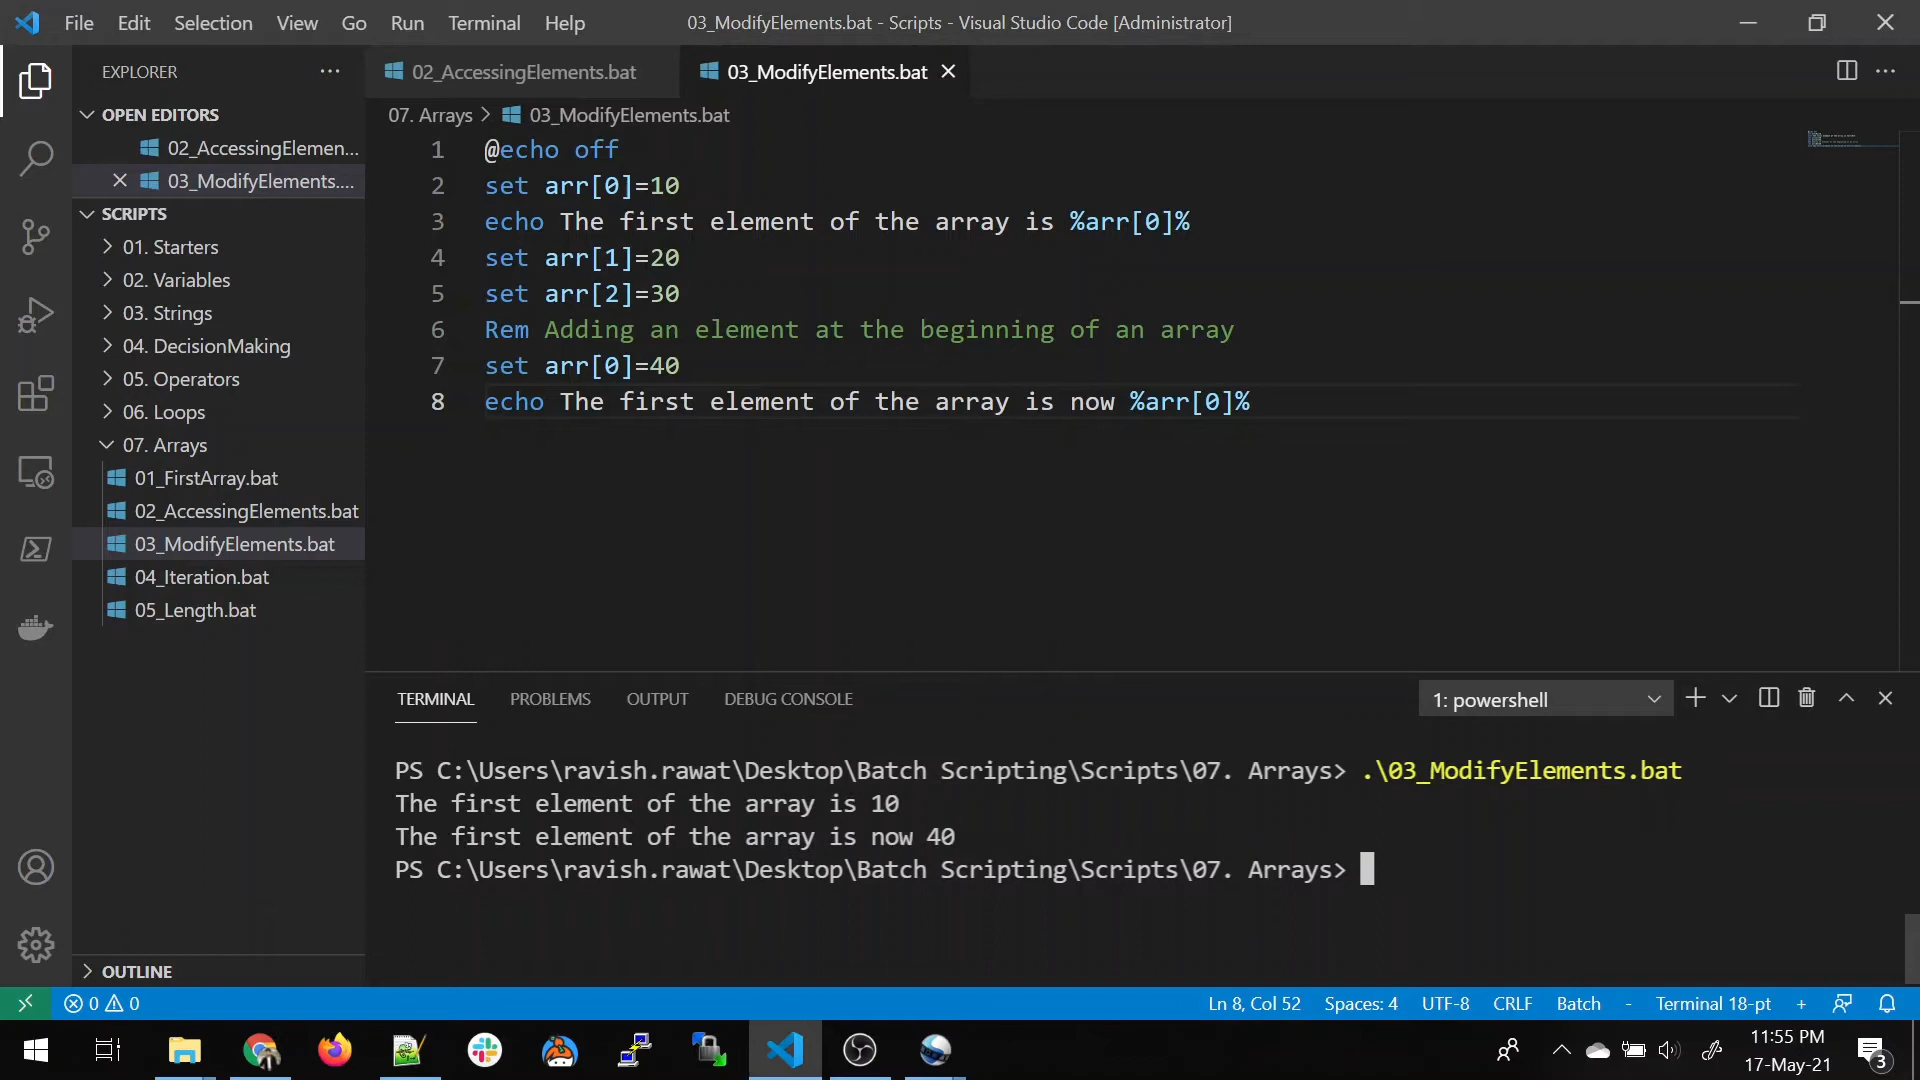 File Edit Selection View Go Run Terminal Help 03_ModifyElements.bat - Scripts - Visual Studio Code [Administrator]
EXPLORER
OPEN EDITORS
02_AccessingElemen...
03_ModifyElements....
SCRIPTS
01. Starters
02. Variables
03. Strings
04. DecisionMaking
05. Operators
06. Loops
07. Arrays
01_FirstArray.bat
02_AccessingElements.bat
03_ModifyElements.bat
04_Iteration.bat
05_Length.bat
OUTLINE
02_AccessingElements.bat 03_ModifyElements.bat
07. Arrays > 03_ModifyElements.bat
1 @echo off
2 set arr[0]=10
3 echo The first element of the array is %arr[0]%
4 set arr[1]=20
5 set arr[2]=30
6 Rem Adding an element at the beginning of an array
7 set arr[0]=40
8 echo The first element of the array is now %arr[0]%
TERMINAL PROBLEMS OUTPUT DEBUG CONSOLE 1: powershell
PS C:\Users\ravish.rawat\Desktop\Batch Scripting\Scripts\07. Arrays> .\03_ModifyElements.bat
The first element of the array is 10
The first element of the array is now 40
PS C:\Users\ravish.rawat\Desktop\Batch Scripting\Scripts\07. Arrays>
0 0 Ln 8, Col 52 Spaces: 4 UTF-8 CRLF Batch - Terminal 18-pt +
11:55 PM
17-May-21
3